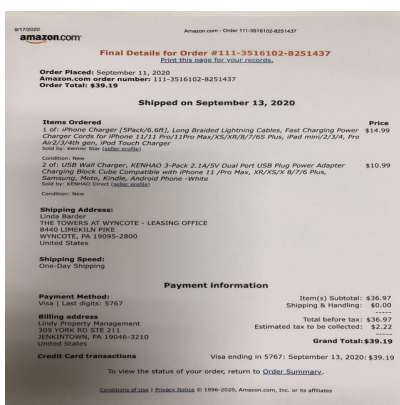 9/17/2020
Amazon.com - Order 111-3516102-8251437
amazon.com
Final Details for Order #111-3516102-8251437
Print this page for your records.
Order Placed: September 11, 2020
Amazon.com order number: 111-3516102-8251437
Order Total: $39.19
Shipped on September 13, 2020
Items Ordered Price
1 of: iPhone Charger [5Pack/6.6ft], Long Braided Lightning Cables, Fast Charging Power $14.99
Charger Cords for iPhone 11/11 Pro/11Pro Max/XS/XR/8/7/6S Plus, iPad mini/2/3/4, Pro
Air2/3/4th gen, iPod Touch Charger
Sold by: Kemier Star (seller profile)
Condition: New
2 of: USB Wall Charger, KENHAO 3-Pack 2.1A/5V Dual Port USB Plug Power Adapter $10.99
Charging Block Cube Compatible with iPhone 11 /Pro Max, XR/XS/X 8/7/6 Plus,
Samsung, Moto, Kindle, Android Phone -White
Sold by: KENHAO Direct (seller profile)
Condition: New
Shipping Address:
Linda Barder
THE TOWERS AT WYNCOTE - LEASING OFFICE
8440 LIMEKILN PIKE
WYNCOTE, PA 19095-2800
United States
Shipping Speed:
One-Day Shipping
Payment information
Payment Method:
Visa | Last digits: 5767
Item(s) Subtotal: $36.97
Shipping & Handling: $0.00
-----
Billing address
Lindy Property Management
309 YORK RD STE 211
JENKINTOWN, PA 19046-3210
United States
Total before tax: $36.97
Estimated tax to be collected: $2.22
-----
Grand Total: $39.19
Credit Card transactions Visa ending in 5767: September 13, 2020: $39.19
To view the status of your order, return to Order Summary.
Conditions of Use | Privacy Notice © 1996-2020, Amazon.com, Inc. or its affiliates